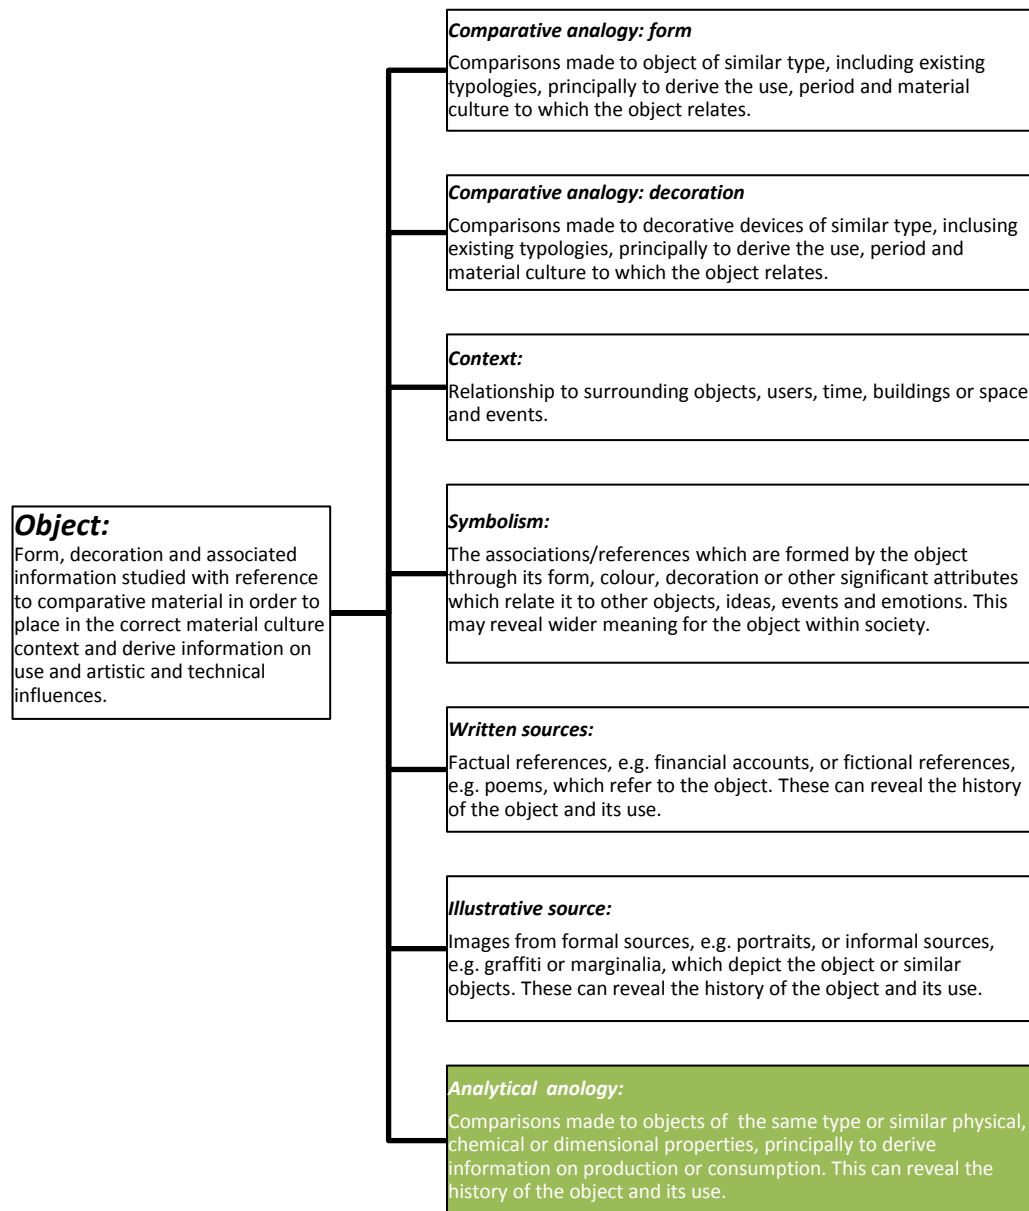 Comparative analogy: form
Comparisons made to object of similar type, including existing
typologies, principally to derive the use, period and material
culture to which the object relates.
Comparative analogy: decoration
Comparisons made to decorative devices of similar type, inclusing
existing typologies, principally to derive the use, period and
material culture to which the object relates.
Context:
Relationship to surrounding objects, users, time, buildings or space
and events.
Object:
Form, decoration and associated
information studied with reference
to comparative material in order to
place in the correct material culture
context and derive information on
use and artistic and technical
influences.
Symbolism:
The associations/references which are formed by the object
through its form, colour, decoration or other significant attributes
which relate it to other objects, ideas, events and emotions. This
may reveal wider meaning for the object within society.
Written sources:
Factual references, e.g. financial accounts, or fictional references,
e.g. poems, which refer to the object. These can reveal the history
of the object and its use.
Illustrative source:
Images from formal sources, e.g. portraits, or informal sources,
e.g. graffiti or marginalia, which depict the object or similar
objects. These can reveal the history of the object and its use.
Analytical anology:
Comparisons made to objects of the same type or similar physical,
chemical or dimensional properties, principally to derive
information on production or consumption. This can reveal the
history of the object and its use.